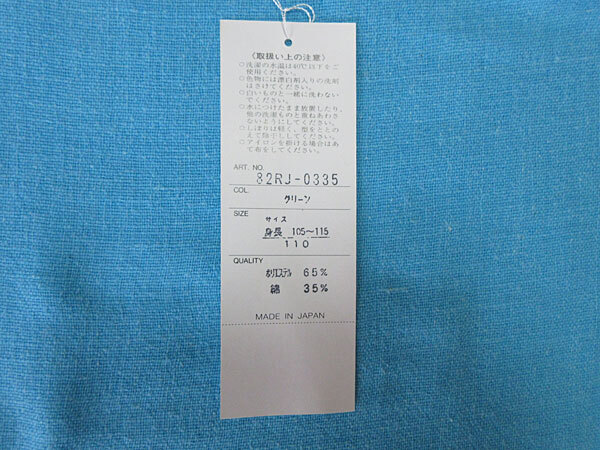 〈取扱い上の注意〉
○洗濯の水温は40℃以下をご
使用ください。
○色物には漂白剤入りの洗剤
はさけてください。
○白いものと一緒に洗わない
でください。
○水につけたまま放置したり、
他の洗濯ものと重ねあわさ
ないようにしてください。
○しぼりは軽く、型をととの
えて陰干ししてください。
○アイロンを掛ける場合はあ
て布をしてください。
ART. NO.
82RJ-0335
COL.
グリーン
SIZE
サイズ
身長 105～115
110
QUALITY
ポリエステル 65%
綿 35%
MADE IN JAPAN